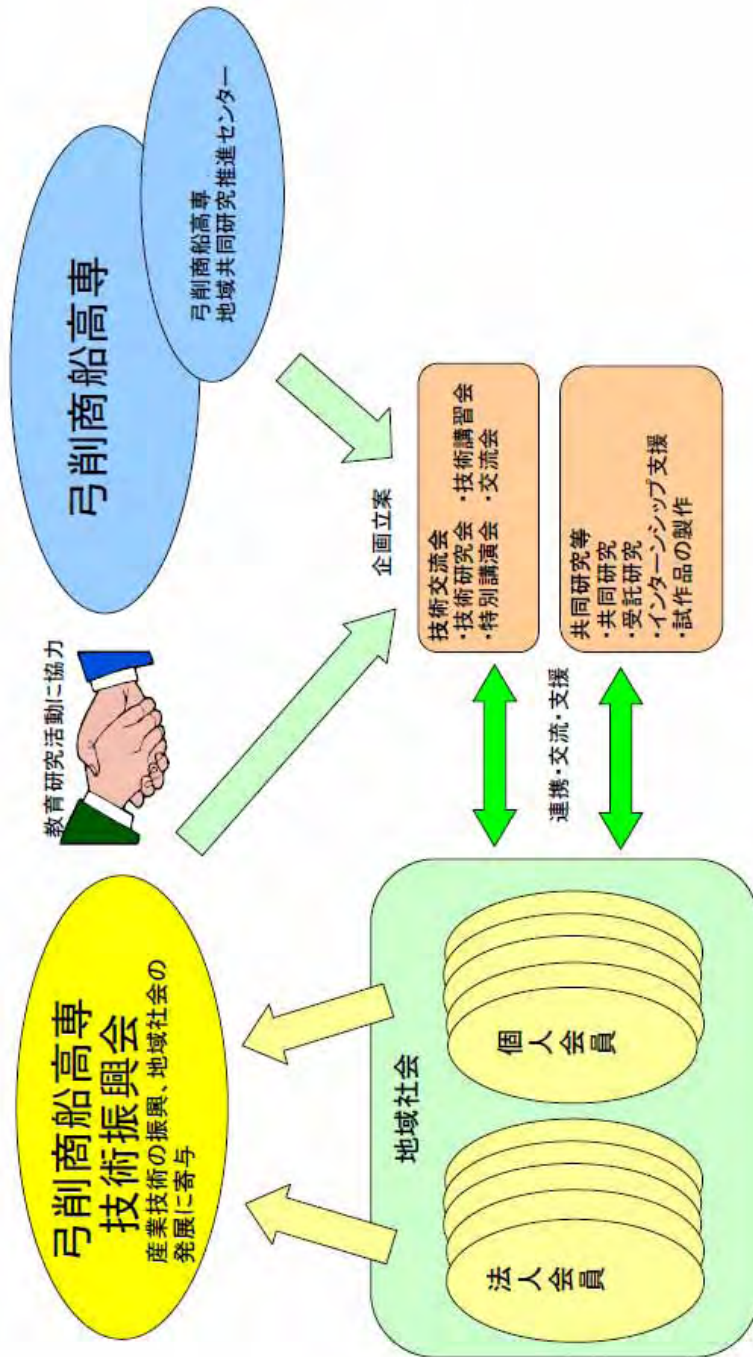 弓削商船高専
技術振興会
産業技術の振興、地域社会の
発展に寄与
教育研究活動に協力
弓削商船高専
弓削商船高専
地域共同研究推進センター
企画立案
地域社会
法人会員
個人会員
連携・交流・支援
技術交流会
・技術研究会 ・技術講習会
・特別講演会 ・交流会
共同研究等
・共同研究
・受託研究
・インターンシップ支援
・試作品の製作